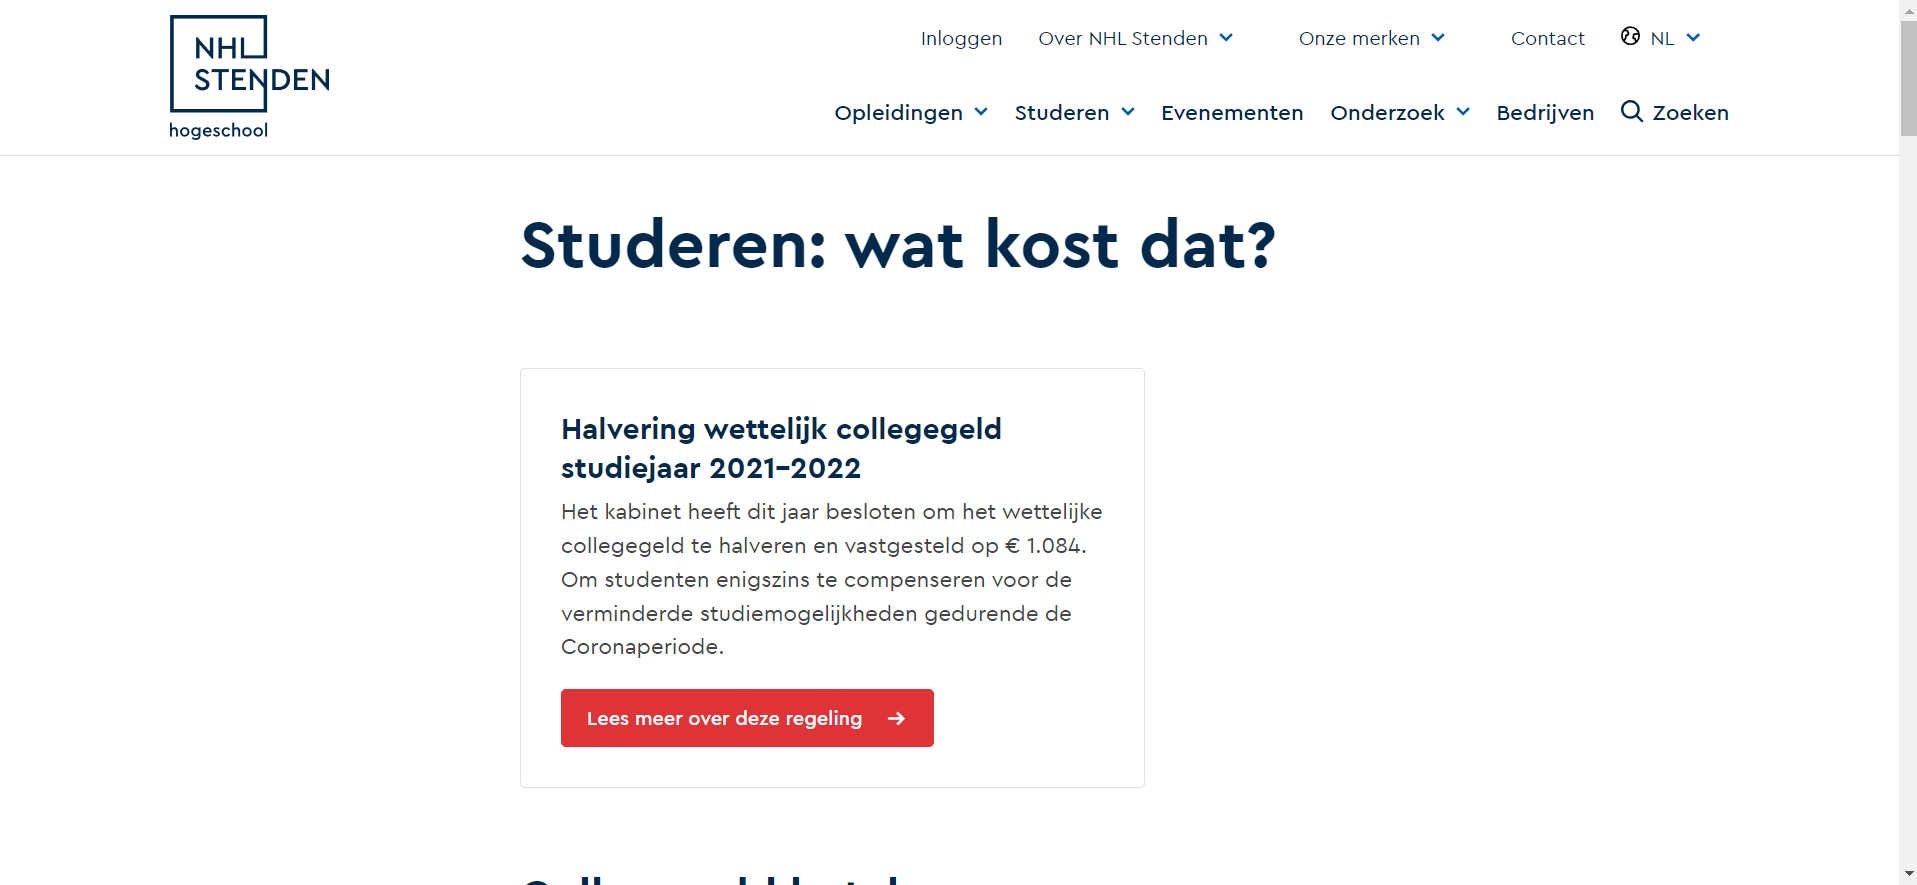 NHL
STENDEN
hogeschool
Inloggen Over NHL Stenden Onze merken Contact NL
Opleidingen Studeren Evenementen Onderzoek Bedrijven Zoeken
Studeren: wat kost dat?
Halvering wettelijk collegegeld
studiejaar 2021-2022
Het kabinet heeft dit jaar besloten om het wettelijke
collegegeld te halveren en vastgesteld op € 1.084.
Om studenten enigszins te compenseren voor de
verminderde studiemogelijkheden gedurende de
Coronaperiode.
Lees meer over deze regeling